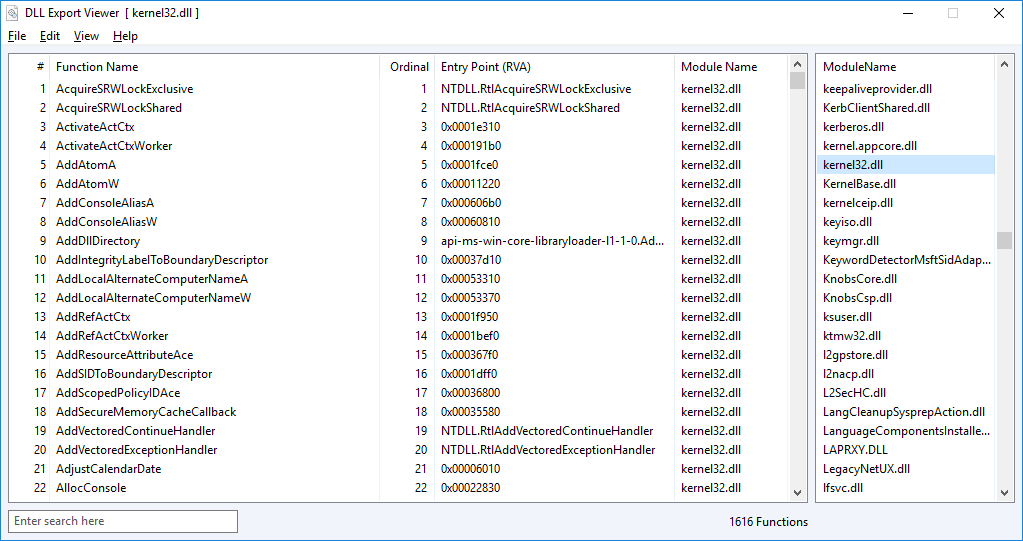 DLL Export Viewer [ kernel32.dll ]
File Edit View Help
# Function Name Ordinal Entry Point (RVA) Module Name
1 AcquireSRWLockExclusive 1 NTDLL.RtlAcquireSRWLockExclusive kernel32.dll
2 AcquireSRWLockShared 2 NTDLL.RtlAcquireSRWLockShared kernel32.dll
3 ActivateActCtx 3 0x0001e310 kernel32.dll
4 ActivateActCtxWorker 4 0x000191b0 kernel32.dll
5 AddAtomA 5 0x0001fce0 kernel32.dll
6 AddAtomW 6 0x00011220 kernel32.dll
7 AddConsoleAliasA 7 0x000606b0 kernel32.dll
8 AddConsoleAliasW 8 0x00060810 kernel32.dll
9 AddDllDirectory 9 api-ms-win-core-libraryloader-l1-1-0.Ad... kernel32.dll
10 AddIntegrityLabelToBoundaryDescriptor 10 0x00037d10 kernel32.dll
11 AddLocalAlternateComputerNameA 11 0x00053310 kernel32.dll
12 AddLocalAlternateComputerNameW 12 0x00053370 kernel32.dll
13 AddRefActCtx 13 0x0001f950 kernel32.dll
14 AddRefActCtxWorker 14 0x0001bef0 kernel32.dll
15 AddResourceAttributeAce 15 0x000367f0 kernel32.dll
16 AddSIDToBoundaryDescriptor 16 0x0001dff0 kernel32.dll
17 AddScopedPolicyIDAce 17 0x00036800 kernel32.dll
18 AddSecureMemoryCacheCallback 18 0x00035580 kernel32.dll
19 AddVectoredContinueHandler 19 NTDLL.RtlAddVectoredContinueHandler kernel32.dll
20 AddVectoredExceptionHandler 20 NTDLL.RtlAddVectoredExceptionHandler kernel32.dll
21 AdjustCalendarDate 21 0x00006010 kernel32.dll
22 AllocConsole 22 0x00022830 kernel32.dll
ModuleName
keepaliveprovider.dll
KerbClientShared.dll
kerberos.dll
kernel.appcore.dll
kernel32.dll
KernelBase.dll
kernelceip.dll
keyiso.dll
keymgr.dll
KeywordDetectorMsftSidAdap...
KnobsCore.dll
KnobsCsp.dll
ksuser.dll
ktmw32.dll
l2gpstore.dll
l2nacp.dll
L2SecHC.dll
LangCleanupSysprepAction.dll
LanguageComponentsInstalle...
LAPRXY.DLL
LegacyNetUX.dll
lfsvc.dll
Enter search here
1616 Functions